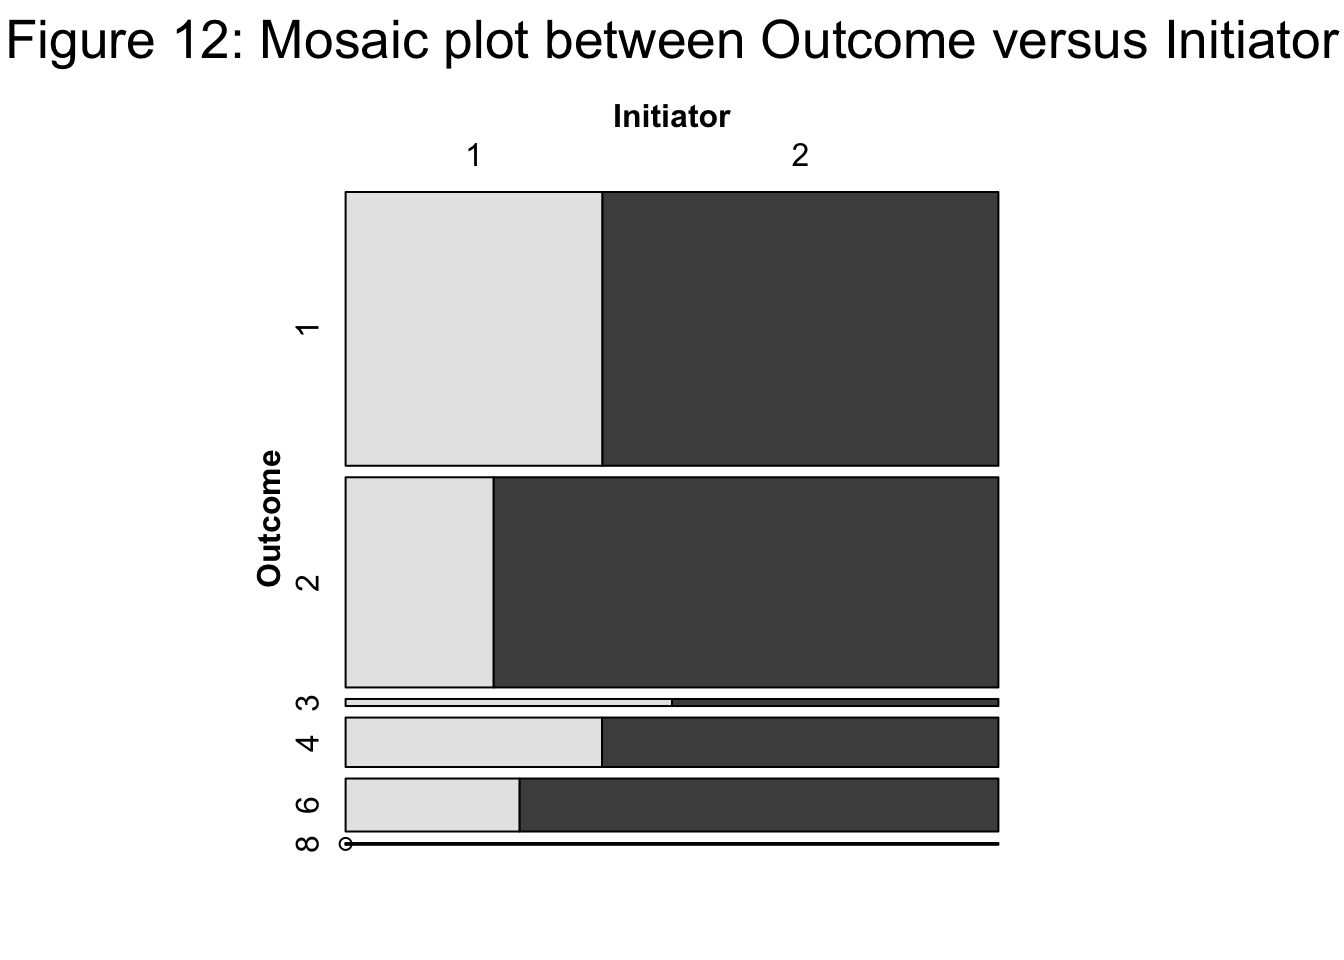 Figure 12: Mosaic plot between Outcome versus Initiator
Initiator
1 2
Outcome
1
2
3
4
6
8